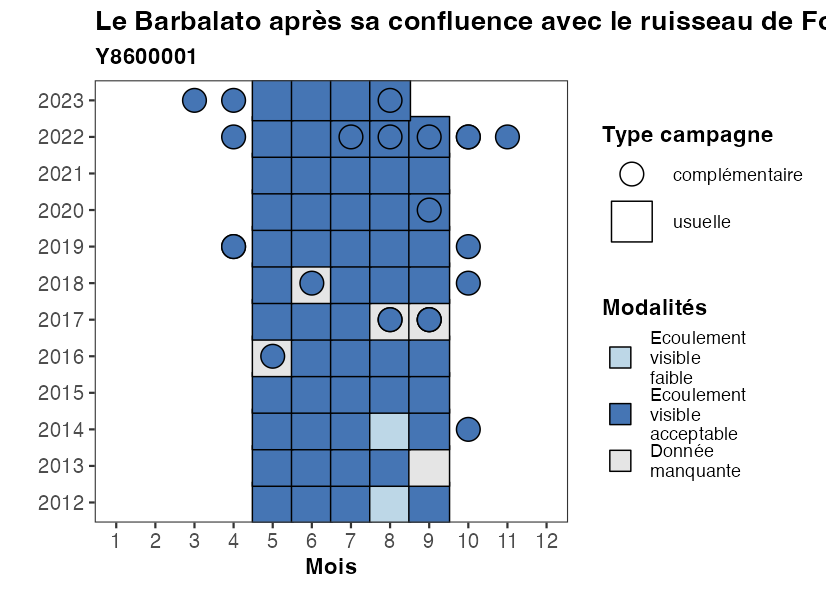 Le Barbalato après sa confluence avec le ruisseau de Fo
Y8600001
2023
2022
2021
2020
2019
2018
2017
2016
2015
2014
2013
2012
1 2 3 4 5 6 7 8 9 10 11 12
Mois
Type campagne
complémentaire
usuelle
Modalités
Ecoulement
visible
faible
Ecoulement
visible
acceptable
Donnée
manquante